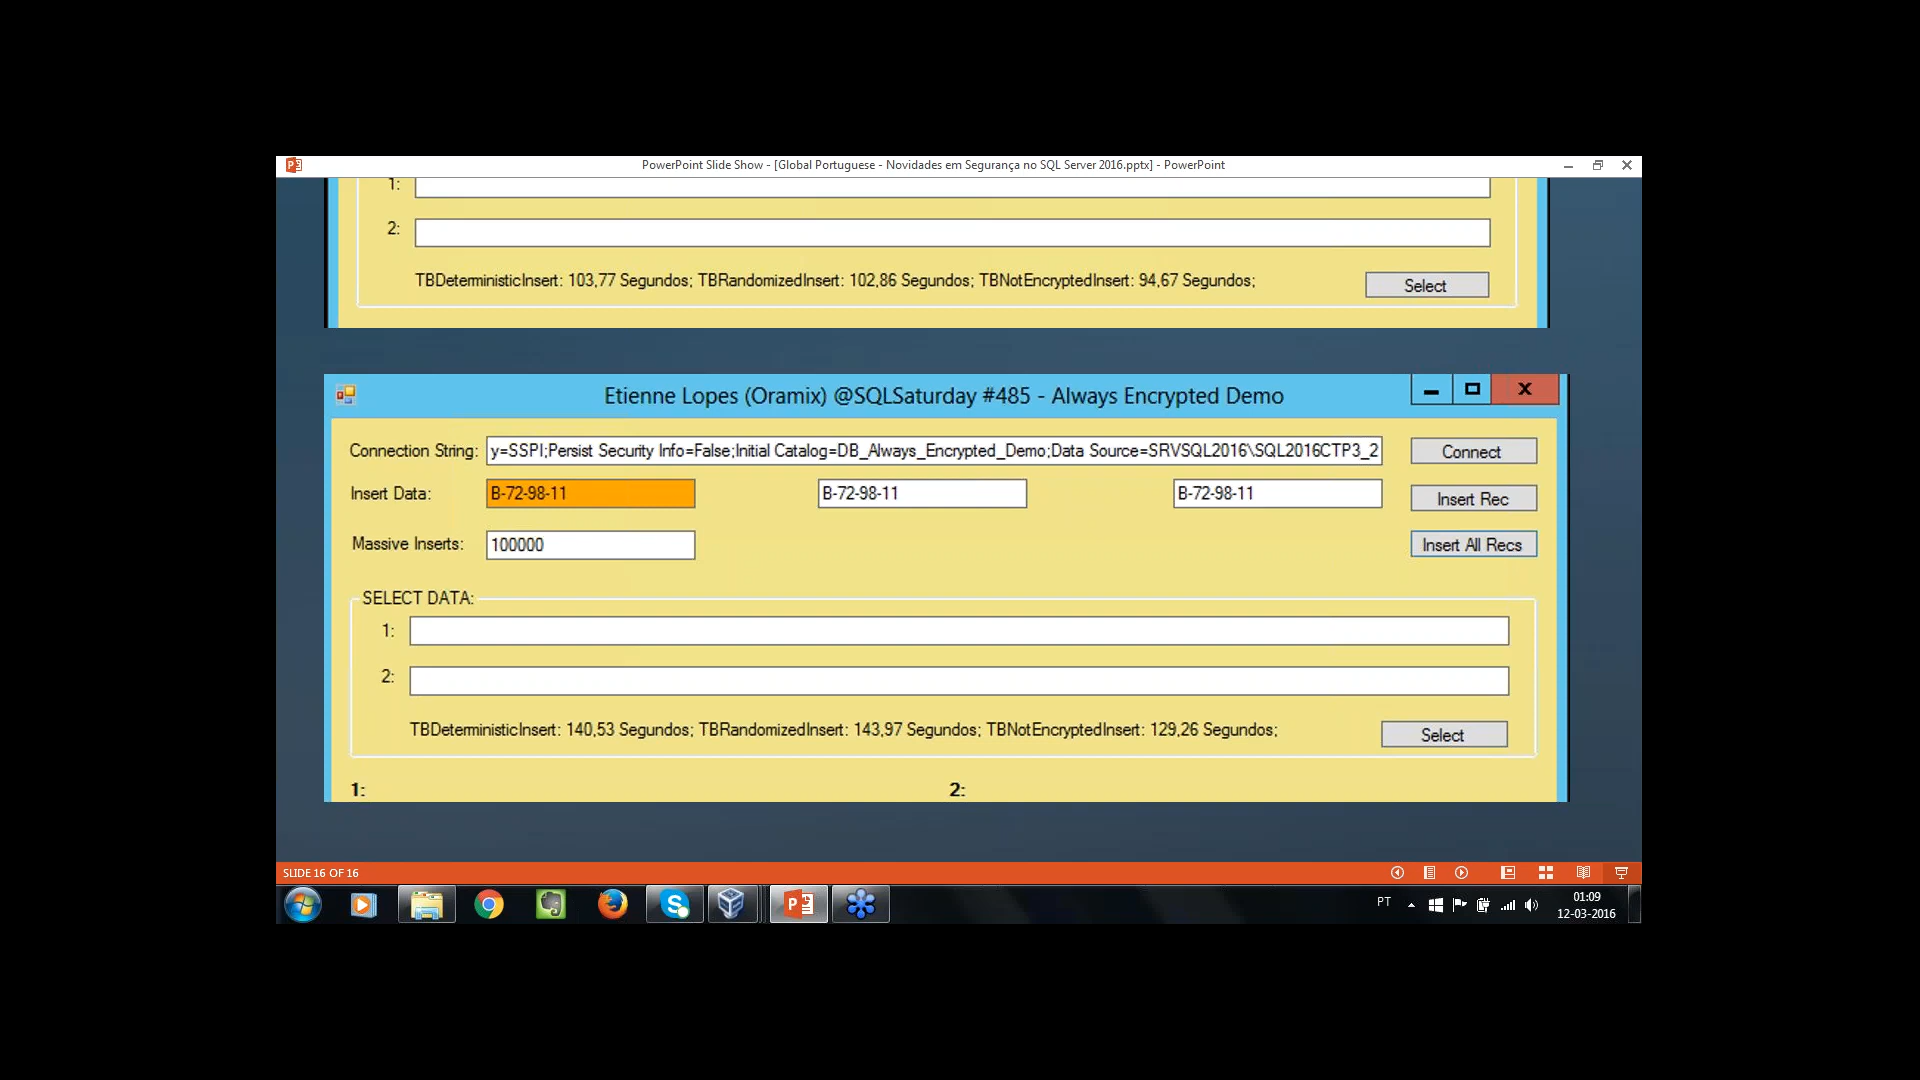 PowerPoint Slide Show - [Global Portuguese - Novidades em Segurança no SQL Server 2016.pptx] - PowerPoint
1:
2:
TBDeterministicInsert: 103,77 Segundos; TBRandomizedInsert: 102,86 Segundos; TBNotEncryptedInsert: 94,67 Segundos;
Select
Etienne Lopes (Oramix) @SQLSaturday #485 - Always Encrypted Demo
Connection String: y=SSPI;Persist Security Info=False;Initial Catalog=DB_Always_Encrypted_Demo;Data Source=SRVSQL2016\SQL2016CTP3_2 Connect
Insert Data: B-72-98-11 B-72-98-11 B-72-98-11 Insert Rec
Massive Inserts: 100000 Insert All Recs
SELECT DATA:
1:
2:
TBDeterministicInsert: 140,53 Segundos; TBRandomizedInsert: 143,97 Segundos; TBNotEncryptedInsert: 129,26 Segundos;
Select
1: 2:
SLIDE 16 OF 16
PT 01:09
12-03-2016